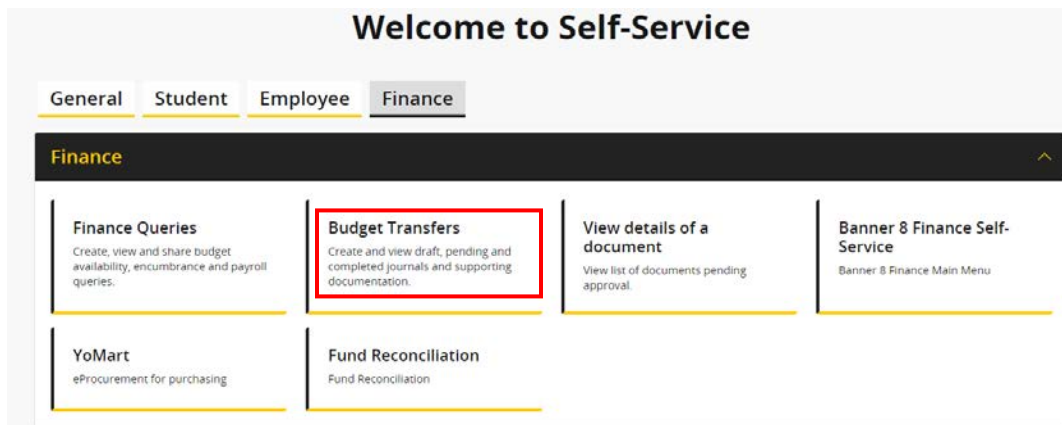 Welcome to Self-Service
General Student Employee Finance
Finance
Finance Queries
Create, view and share budget
availability, encumbrance and payroll
queries.
Budget Transfers
Create and view draft, pending and
completed journals and supporting
documentation.
View details of a
document
View list of documents pending
approval.
Banner 8 Finance Self-
Service
Banner 8 Finance Main Menu
YoMart
eProcurement for purchasing
Fund Reconciliation
Fund Reconciliation